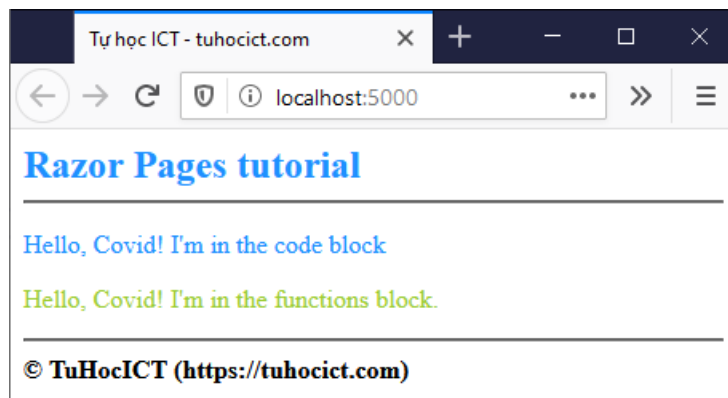 Tự học ICT - tuhocict.com
localhost:5000
Razor Pages tutorial
Hello, Covid! I'm in the code block
Hello, Covid! I'm in the functions block.
© TuHocICT (https://tuhocict.com)